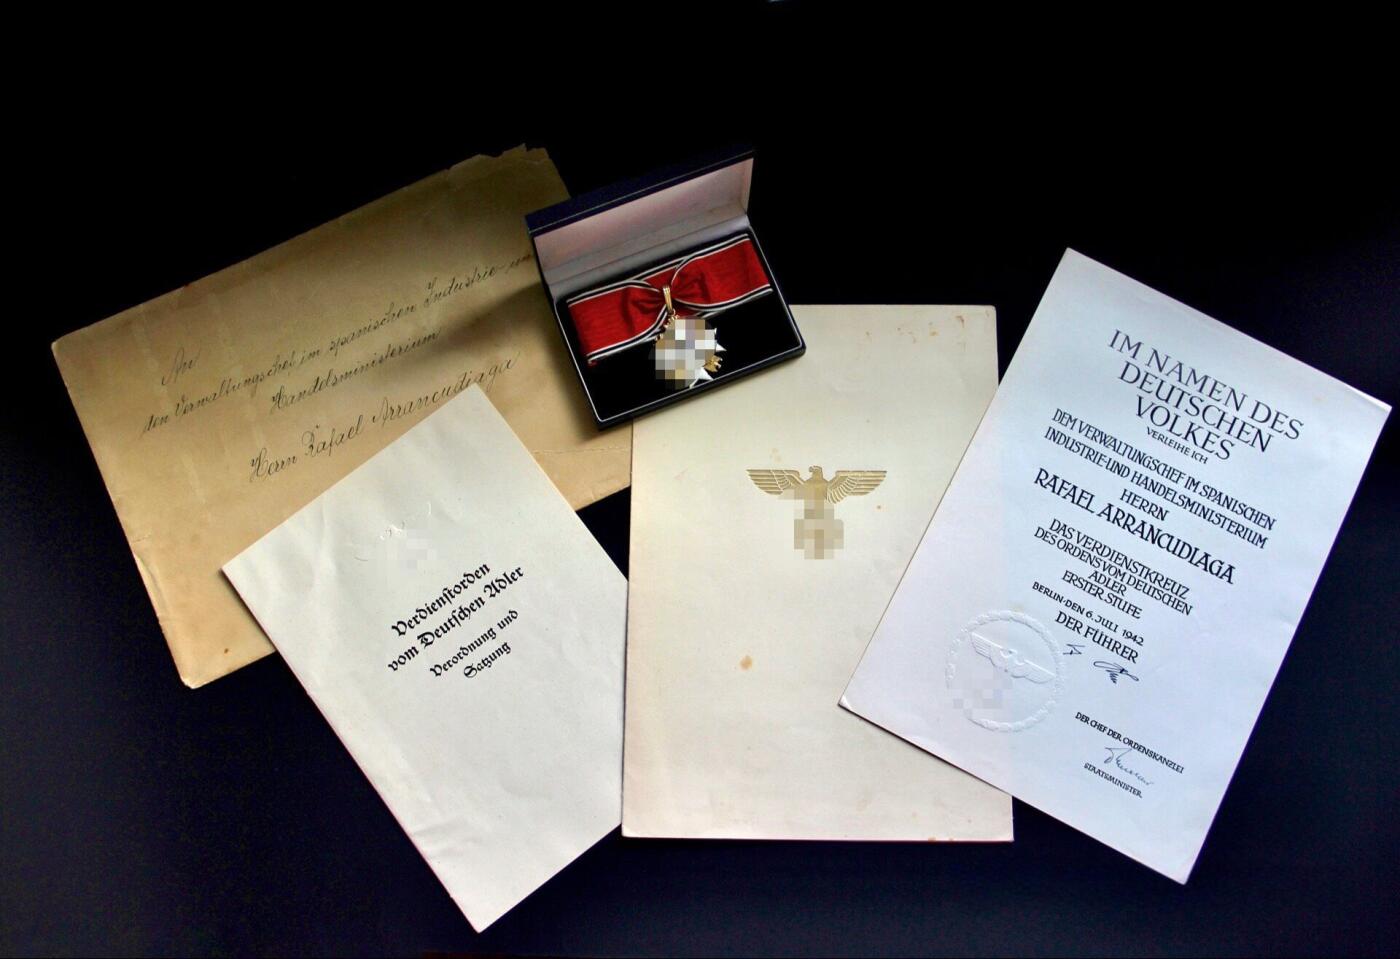 An
den Verwaltungschef im spanischen Industrie- und
Handelsministerium
Herrn Rafael Arrancudiaga
Verdienstorden
vom Deutschen Adler
Verordnung und
Satzung
IM NAMEN DES
DEUTSCHEN
VOLKES
VERLEIHE ICH
DEM VERWALTUNGSCHEF IM SPANISCHEN
INDUSTRIE-UND HANDELSMINISTERIUM
HERRN
RAFAEL ARRANCUDIAGA
DAS VERDIENSTKREUZ
DES ORDENS VOM DEUTSCHEN
ADLER
ERSTER STUFE
BERLIN·DEN 6. JULI 1942
DER FÜHRER
DER CHEF DER ORDENSKANZLEI
STAATSMINISTER